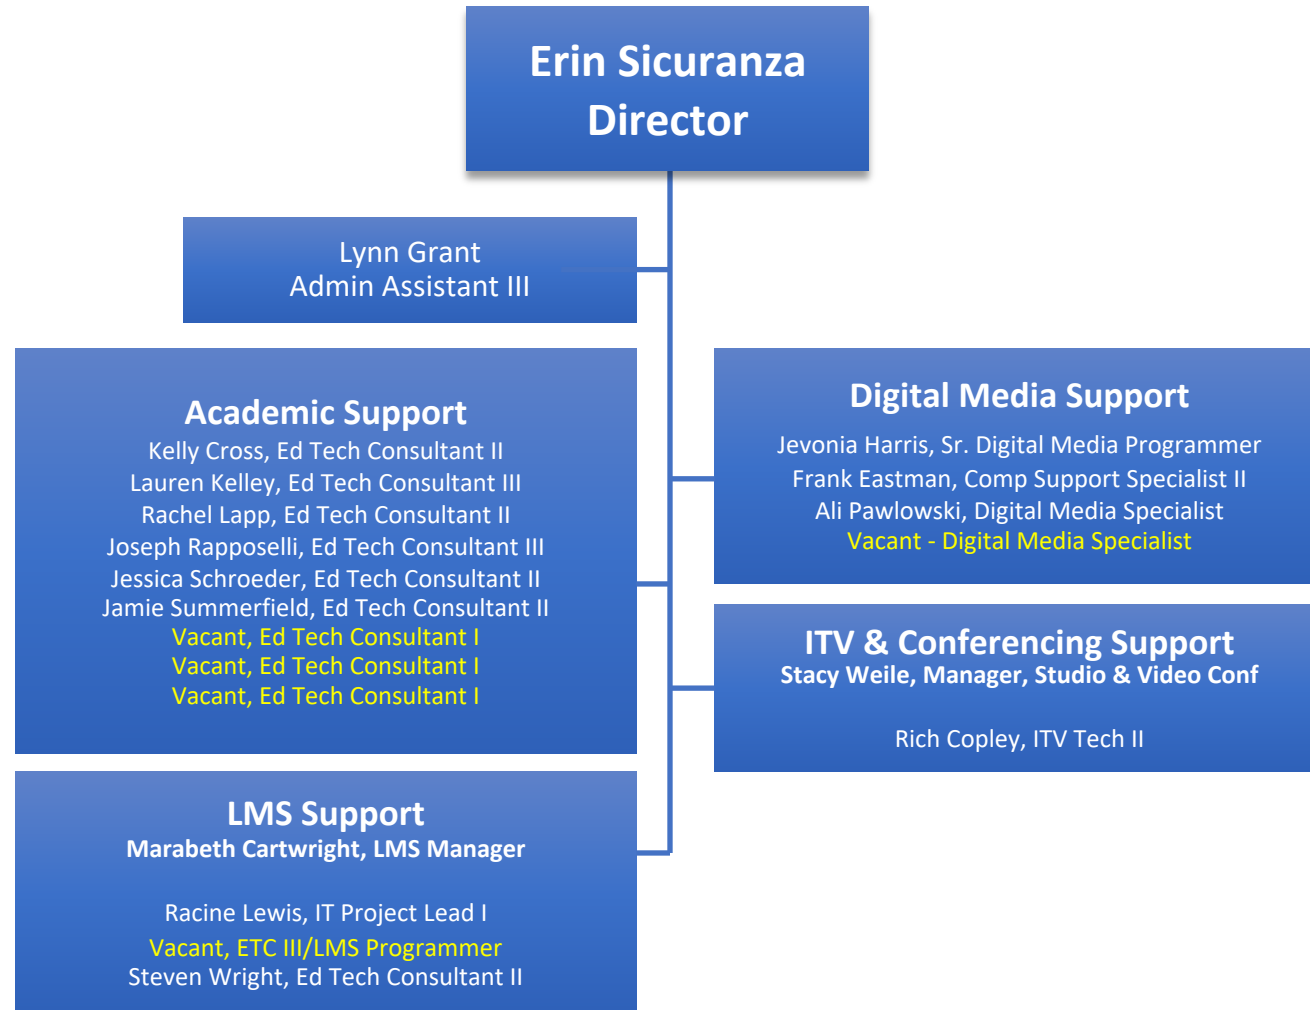 Erin Sicuranza
Director
Lynn Grant
Admin Assistant III
Academic Support
Kelly Cross, Ed Tech Consultant II
Lauren Kelley, Ed Tech Consultant III
Rachel Lapp, Ed Tech Consultant II
Joseph Rapposelli, Ed Tech Consultant III
Jessica Schroeder, Ed Tech Consultant II
Jamie Summerfield, Ed Tech Consultant II
Vacant, Ed Tech Consultant I
Vacant, Ed Tech Consultant I
Vacant, Ed Tech Consultant I
Digital Media Support
Jevonia Harris, Sr. Digital Media Programmer
Frank Eastman, Comp Support Specialist II
Ali Pawlowski, Digital Media Specialist
Vacant - Digital Media Specialist
ITV & Conferencing Support
Stacy Weile, Manager, Studio & Video Conf
Rich Copley, ITV Tech II
LMS Support
Marabeth Cartwright, LMS Manager
Racine Lewis, IT Project Lead I
Vacant, ETC III/LMS Programmer
Steven Wright, Ed Tech Consultant II